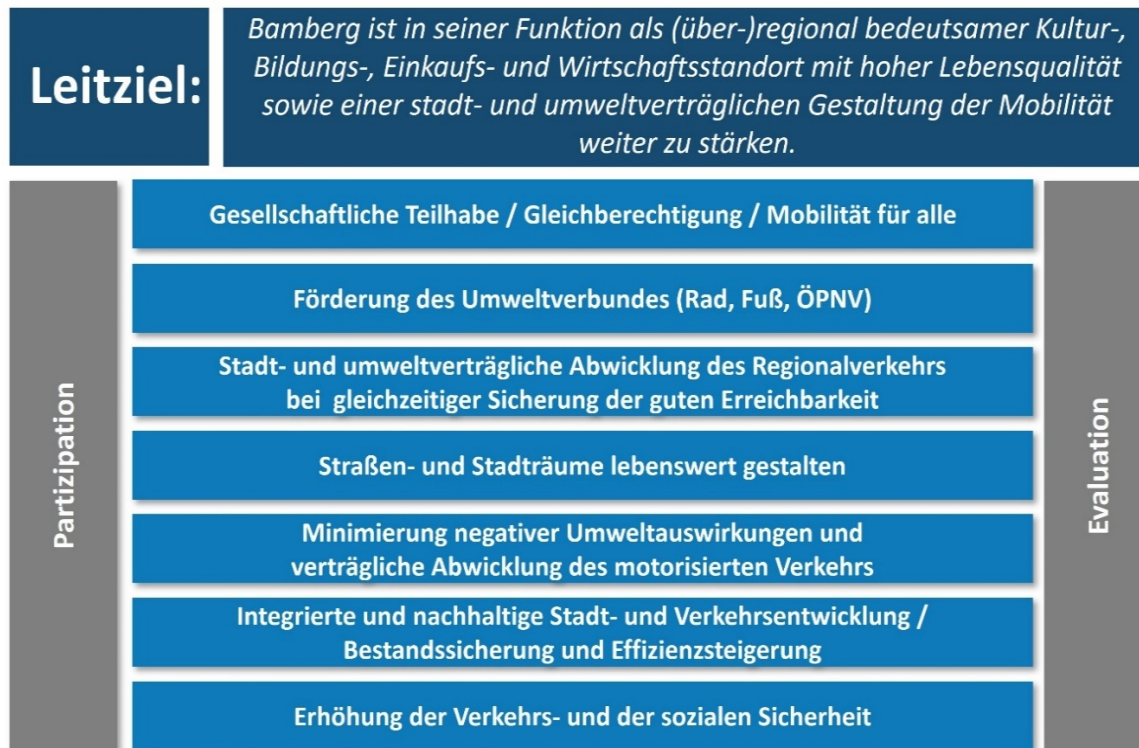 Leitziel:
Bamberg ist in seiner Funktion als (über-)regional bedeutsamer Kultur-,
Bildungs-, Einkaufs- und Wirtschaftsstandort mit hoher Lebensqualität
sowie einer stadt- und umweltverträglichen Gestaltung der Mobilität
weiter zu stärken.
Partizipation
Gesellschaftliche Teilhabe / Gleichberechtigung / Mobilität für alle
Förderung des Umweltverbundes (Rad, Fuß, ÖPNV)
Stadt- und umweltverträgliche Abwicklung des Regionalverkehrs
bei gleichzeitiger Sicherung der guten Erreichbarkeit
Straßen- und Stadträume lebenswert gestalten
Minimierung negativer Umweltauswirkungen und
verträgliche Abwicklung des motorisierten Verkehrs
Integrierte und nachhaltige Stadt- und Verkehrsentwicklung /
Bestandssicherung und Effizienzsteigerung
Erhöhung der Verkehrs- und der sozialen Sicherheit
Evaluation